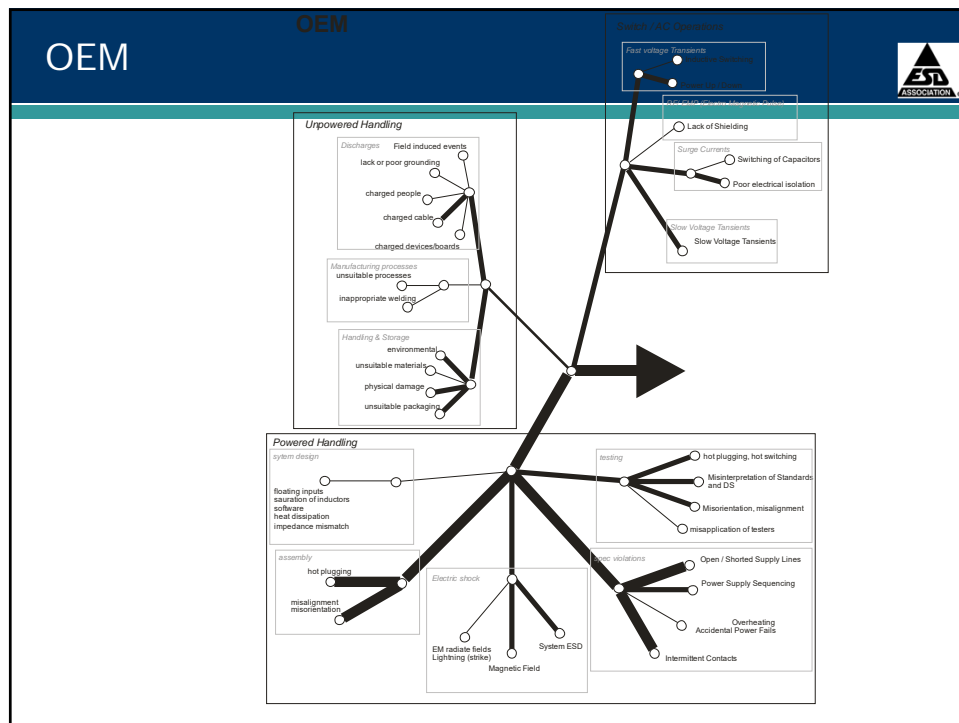 OEM
OEM
ESD
ASSOCIATION
Fast voltage Transients
Lack of Shielding
Surge Currents
Switching of Capacitors
Poor electrical isolation
Slow Voltage Tansients
Slow Voltage Tansients
Unpowered Handling
Discharges
Field induced events
lack or poor grounding
charged people
charged cable
charged devices/boards
Manufacturing processes
unsuitable processes
inappropriate welding
Handling & Storage
environmental
unsuitable materials
physical damage
unsuitable packaging
Powered Handling
sytem design
floating inputs
sauration of inductors
software
heat dissipation
impedance mismatch
assembly
hot plugging
misalignment
misorientation
Electric shock
EM radiate fields
Lightning (strike)
Magnetic Field
System ESD
testing
hot plugging, hot switching
Misinterpretation of Standards
and DS
Misorientation, misalignment
misapplication of testers
spec violations
Open / Shorted Supply Lines
Power Supply Sequencing
Overheating
Accidental Power Fails
Intermittent Contacts